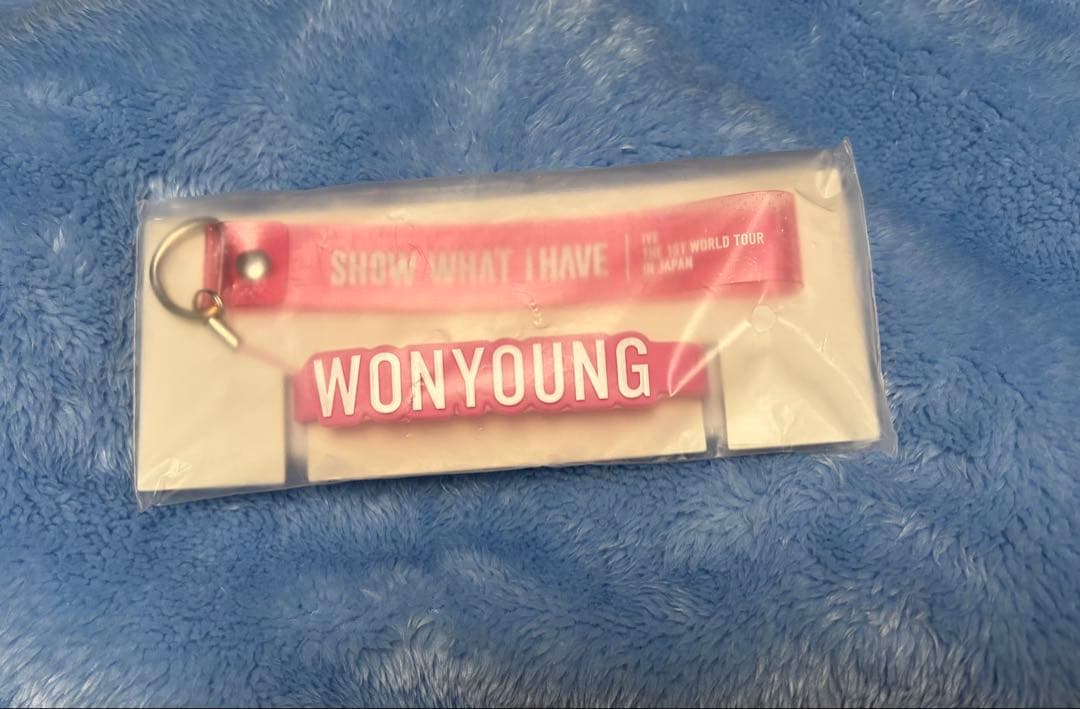 SHOW WHAT I HAVE
IVE
THE 1ST WORLD TOUR
IN JAPAN
WONYOUNG